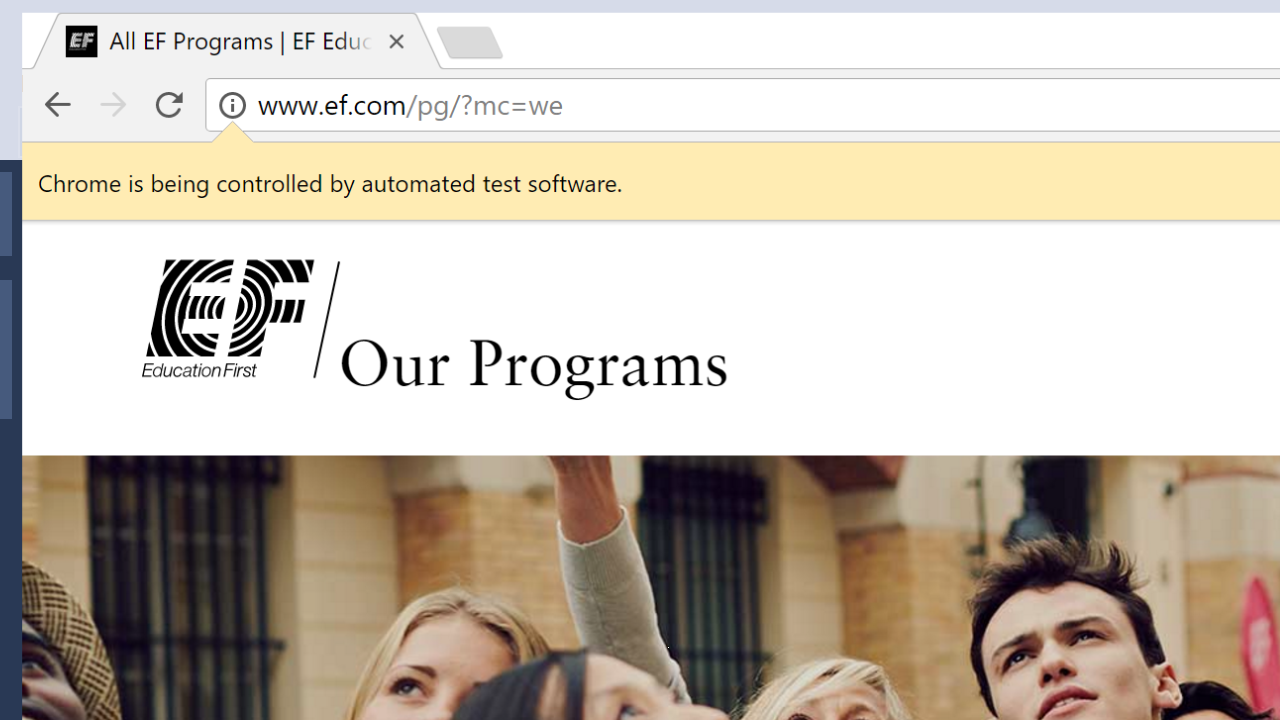 All EF Programs | EF Educ
www.ef.com/pg/?mc=we
Chrome is being controlled by automated test software.
EF
Education First
Our Programs